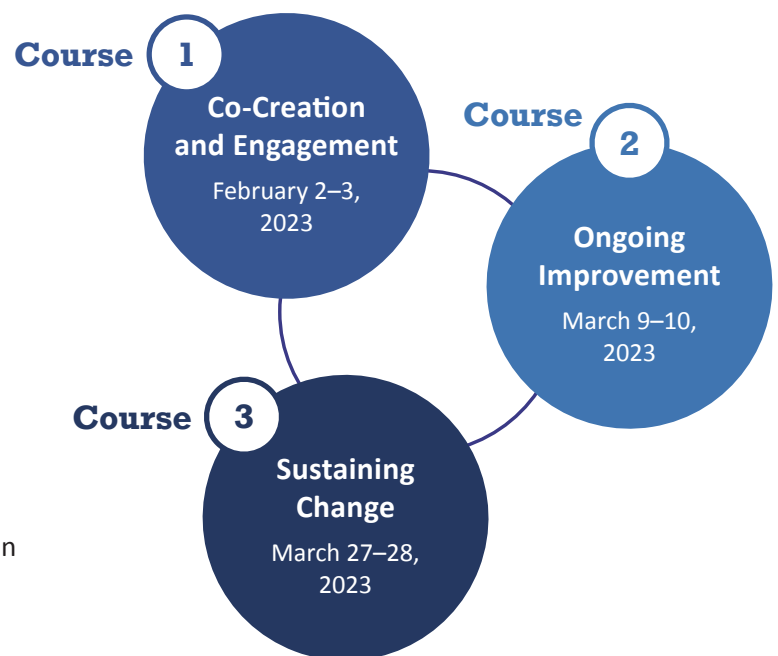 Course 1
Co-Creation
and Engagement
February 2–3,
2023
Course 2
Ongoing
Improvement
March 9–10,
2023
Course 3
Sustaining
Change
March 27–28,
2023
n